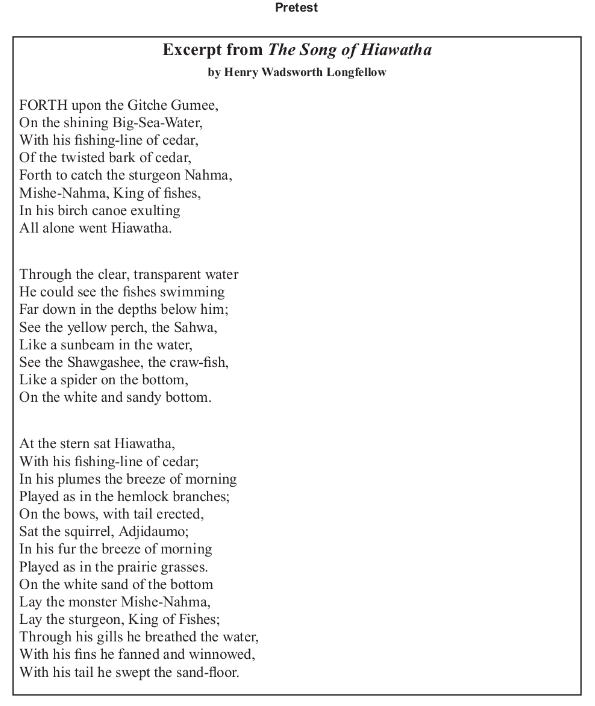 Pretest
Excerpt from The Song of Hiawatha
by Henry Wadsworth Longfellow
FORTH upon the Gitche Gumee,
On the shining Big-Sea-Water,
With his fishing-line of cedar,
Of the twisted bark of cedar,
Forth to catch the sturgeon Nahma,
Mishe-Nahma, King of fishes,
In his birch canoe exulting
All alone went Hiawatha.
Through the clear, transparent water
He could see the fishes swimming
Far down in the depths below him;
See the yellow perch, the Sahwa,
Like a sunbeam in the water,
See the Shawgashee, the craw-fish,
Like a spider on the bottom,
On the white and sandy bottom.
At the stern sat Hiawatha,
With his fishing-line of cedar;
In his plumes the breeze of morning
Played as in the hemlock branches;
On the bows, with tail erected,
Sat the squirrel, Adjidaumo;
In his fur the breeze of morning
Played as in the prairie grasses.
On the white sand of the bottom
Lay the monster Mishe-Nahma,
Lay the sturgeon, King of Fishes;
Through his gills he breathed the water,
With his fins he fanned and winnowed,
With his tail he swept the sand-floor.